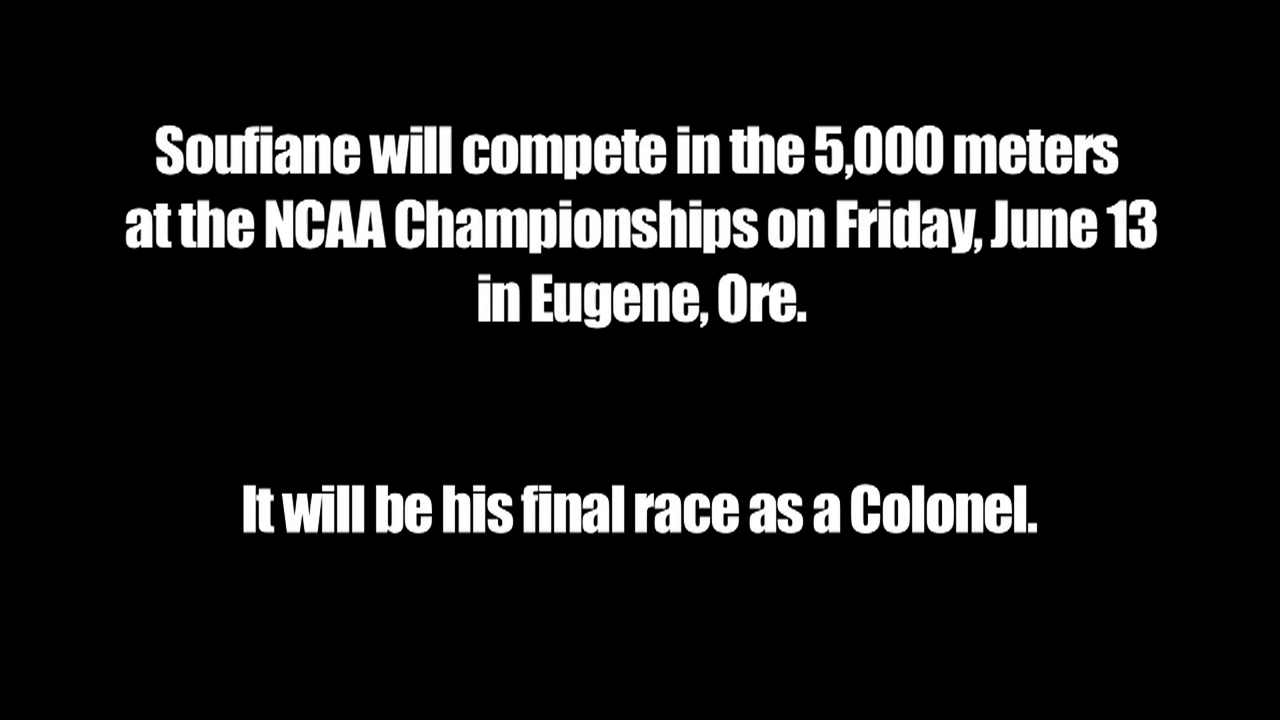 Soufiane will compete in the 5,000 meters
at the NCAA Championships on Friday, June 13
in Eugene, Ore.
It will be his final race as a Colonel.